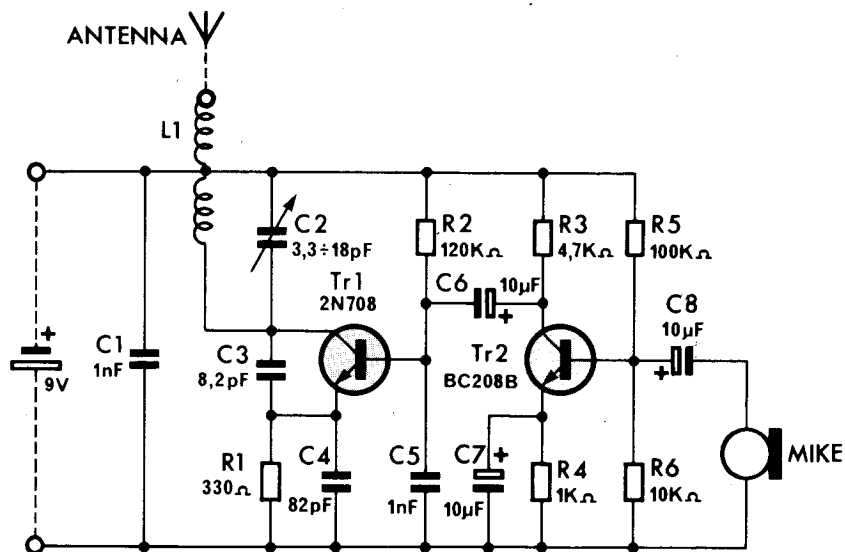 ANTENNA
L1
C2
3,3÷18pF
R2
120KΩ
R3
4,7KΩ
R5
100KΩ
Tr1
2N708
C6
10µF
+
C8
10µF
+
+
9V
C1
1nF
C3
8,2pF
Tr2
BC208B
R1
330Ω
C4
82pF
C5
1nF
C7
+
10µF
R4
1KΩ
R6
10KΩ
MIKE